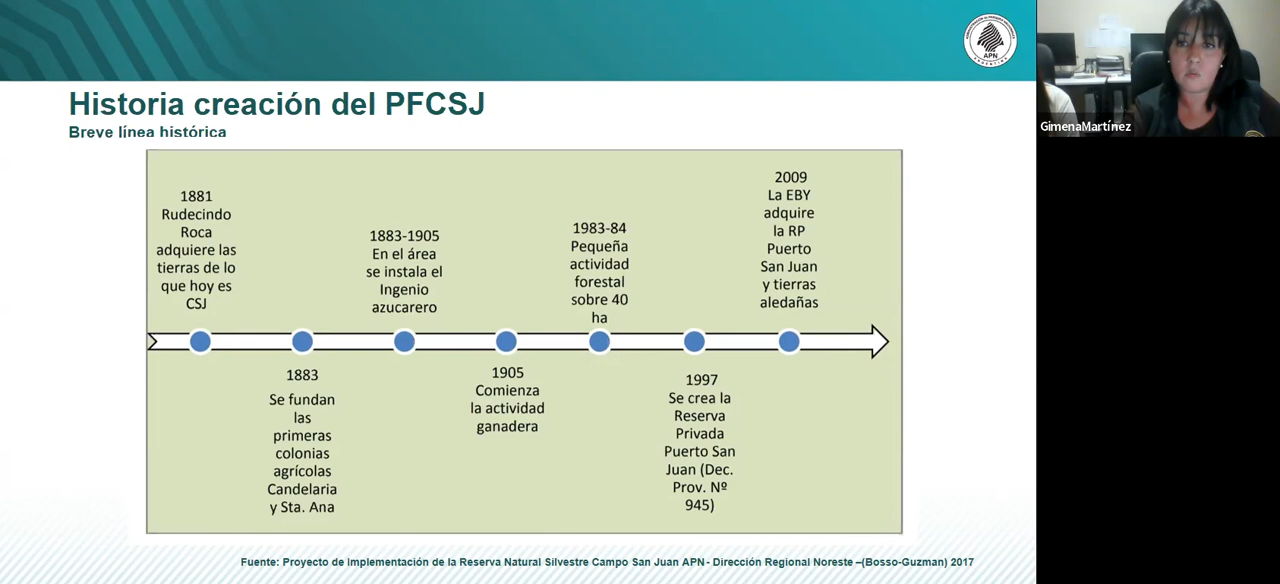 APN
Historia creación del PFCSJ
Breve línea histórica
GimenaMartínez
1881
Rudecindo
Roca
adquiere las
tierras de lo
que hoy es
CSJ
1883
Se fundan
las
primeras
colonias
agrícolas
Candelaria
y Sta. Ana
1883-1905
En el área
se instala el
Ingenio
azucarero
1905
Comienza
la actividad
ganadera
1983-84
Pequeña
actividad
forestal
sobre 40
ha
1997
Se crea la
Reserva
Privada
Puerto San
Juan (Dec.
Prov. Nº
945)
2009
La EBY
adquire
la RP
Puerto
San Juan
y tierras
aledañas
Fuente: Proyecto de Implementación de la Reserva Natural Silvestre Campo San Juan APN- Dirección Regional Noreste –(Bosso-Guzman) 2017